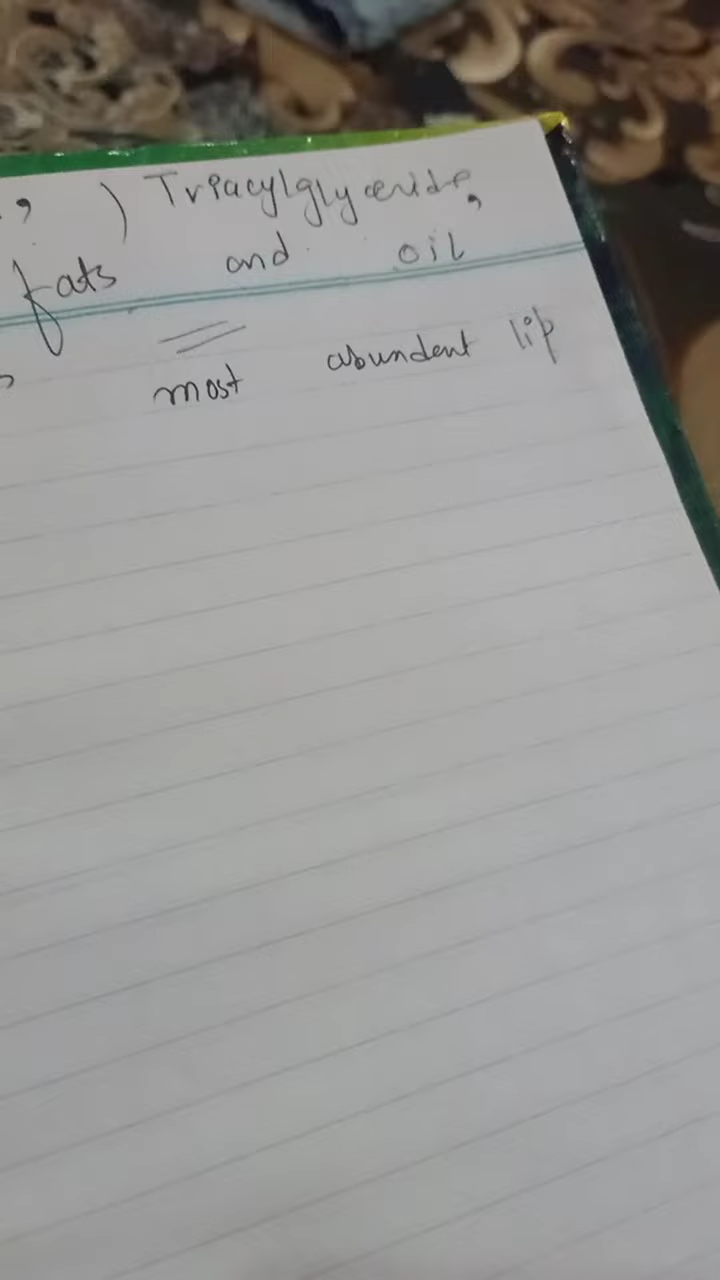 , ) Triacylglyceride,
fats and oil
most abundent lip